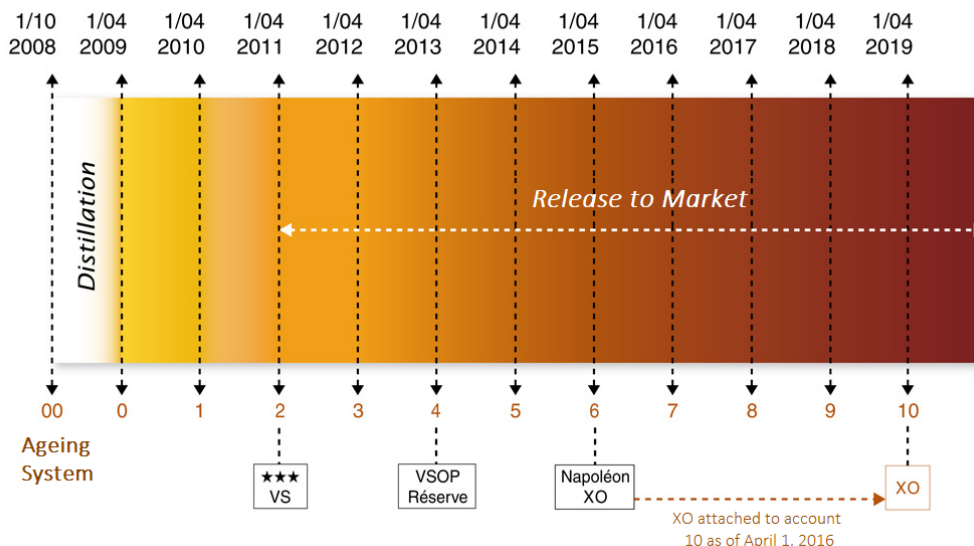 1/10 1/04 1/04 1/04 1/04 1/04 1/04 1/04 1/04 1/04 1/04 1/04
2008 2009 2010 2011 2012 2013 2014 2015 2016 2017 2018 2019
Distillation
Release to Market
00 0 1 2 3 4 5 6 7 8 9 10
Ageing
System
★★★
VS
VSOP
Réserve
Napoléon
XO
XO
XO attached to account
10 as of April 1, 2016